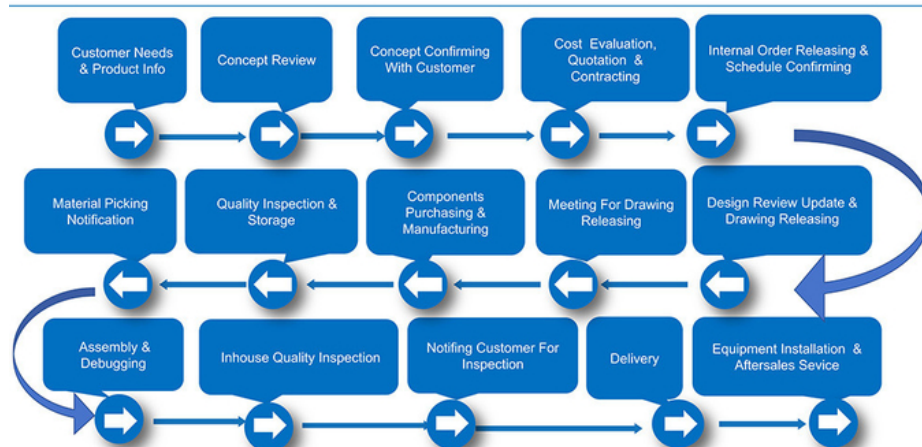 Customer Needs
& Product Info
Concept Review
Concept Confirming
With Customer
Cost Evaluation,
Quotation &
Contracting
Internal Order Releasing &
Schedule Confirming
Material Picking
Notification
Quality Inspection &
Storage
Components
Purchasing &
Manufacturing
Meeting For Drawing
Releasing
Design Review Update &
Drawing Releasing
Assembly &
Debugging
Inhouse Quality Inspection
Notifing Customer For
Inspection
Delivery
Equipment Installation &
Aftersales Sevice